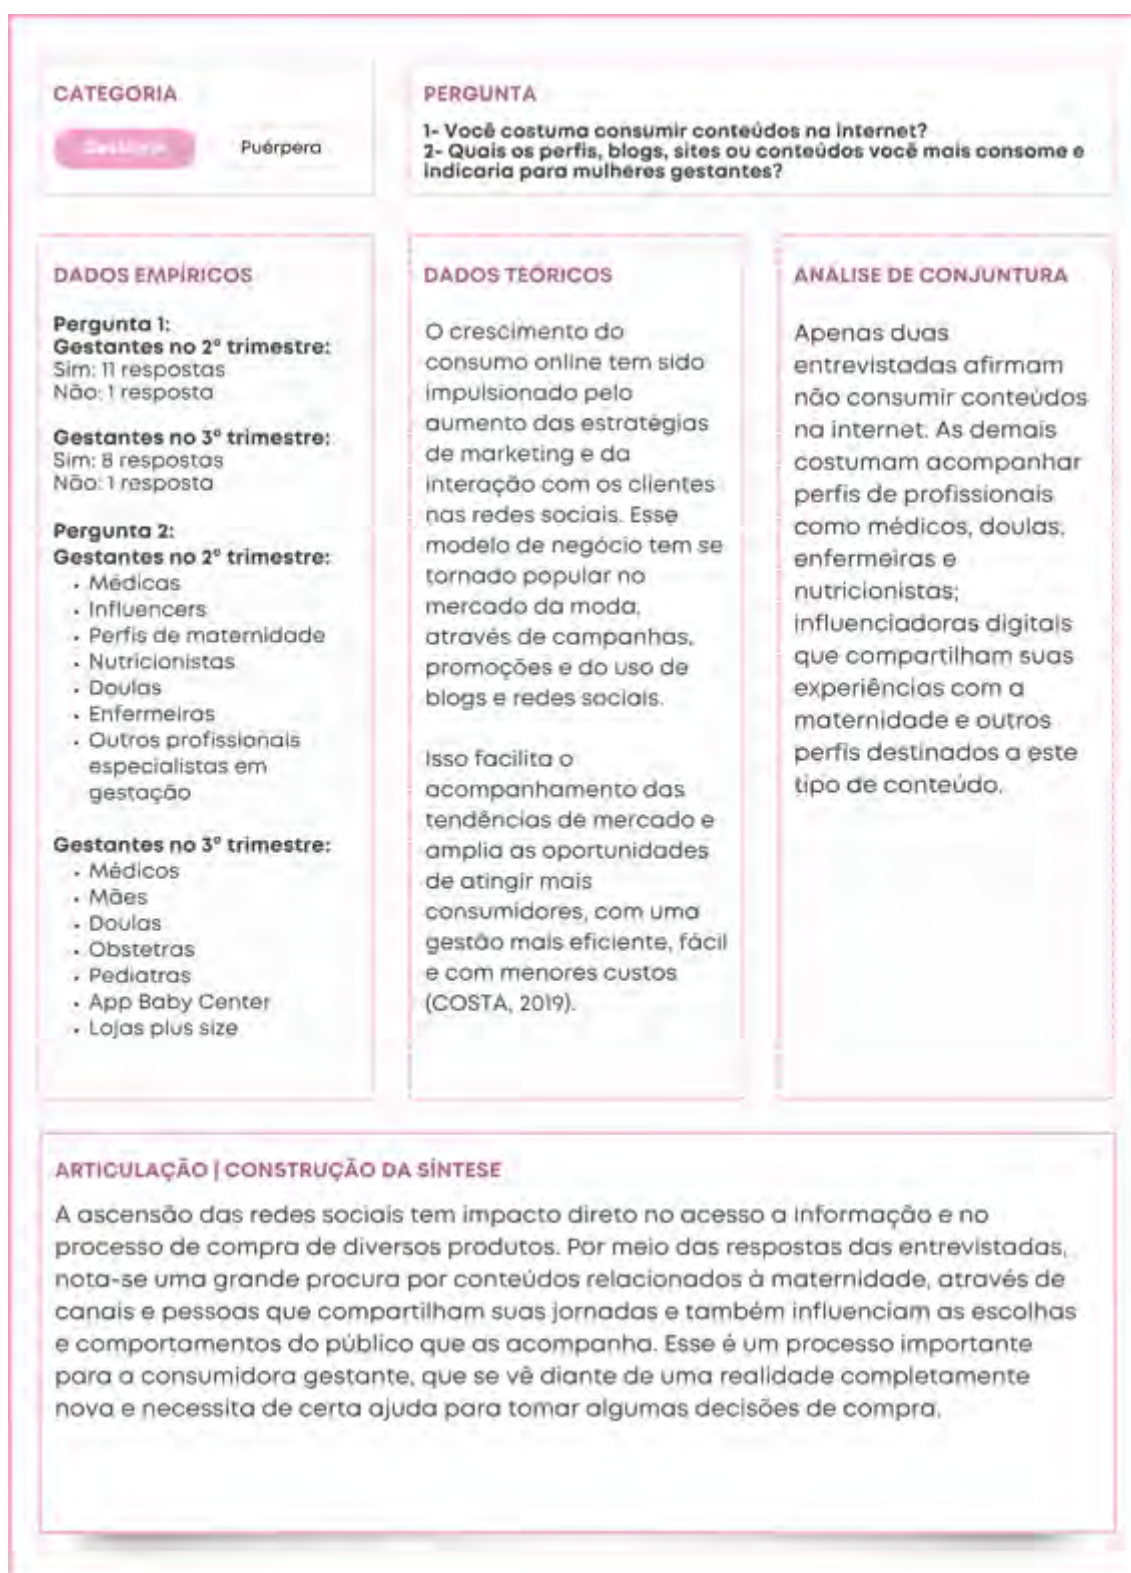 CATEGORIA
Gestante
Puérpera
PERGUNTA
1- Você costuma consumir conteúdos na internet?
2- Quais os perfis, blogs, sites ou conteúdos você mais consome e
indicaria para mulheres gestantes?
DADOS EMPÍRICOS
Pergunta 1:
Gestantes no 2º trimestre:
Sim: 11 respostas
Não: 1 resposta
Gestantes no 3º trimestre:
Sim: 8 respostas
Não: 1 resposta
Pergunta 2:
Gestantes no 2º trimestre:
• Médicas
• Influencers
• Perfis de maternidade
• Nutricionistas
• Doulas
• Enfermeiras
• Outros profissionais
especialistas em
gestação
Gestantes no 3º trimestre:
• Médicos
• Mães
• Doulas
• Obstetras
• Pediatras
• App Baby Center
• Lojas plus size
DADOS TEÓRICOS
O crescimento do
consumo online tem sido
impulsionado pelo
aumento das estratégias
de marketing e da
interação com os clientes
nas redes sociais. Esse
modelo de negócio tem se
tornado popular no
mercado da moda,
através de campanhas,
promoções e do uso de
blogs e redes sociais.
Isso facilita o
acompanhamento das
tendências de mercado e
amplia as oportunidades
de atingir mais
consumidores, com uma
gestão mais eficiente, fácil
e com menores custos
(COSTA, 2019).
ANÁLISE DE CONJUNTURA
Apenas duas
entrevistadas afirmam
não consumir conteúdos
na internet. As demais
costumam acompanhar
perfis de profissionais
como médicos, doulas,
enfermeiras e
nutricionistas;
influenciadoras digitais
que compartilham suas
experiências com a
maternidade e outros
perfis destinados a este
tipo de conteúdo.
ARTICULAÇÃO | CONSTRUÇÃO DA SÍNTESE
A ascensão das redes sociais tem impacto direto no acesso a informação e no
processo de compra de diversos produtos. Por meio das respostas das entrevistadas,
nota-se uma grande procura por conteúdos relacionados à maternidade, através de
canais e pessoas que compartilham suas jornadas e também influenciam as escolhas
e comportamentos do público que as acompanha. Esse é um processo importante
para a consumidora gestante, que se vê diante de uma realidade completamente
nova e necessita de certa ajuda para tomar algumas decisões de compra.